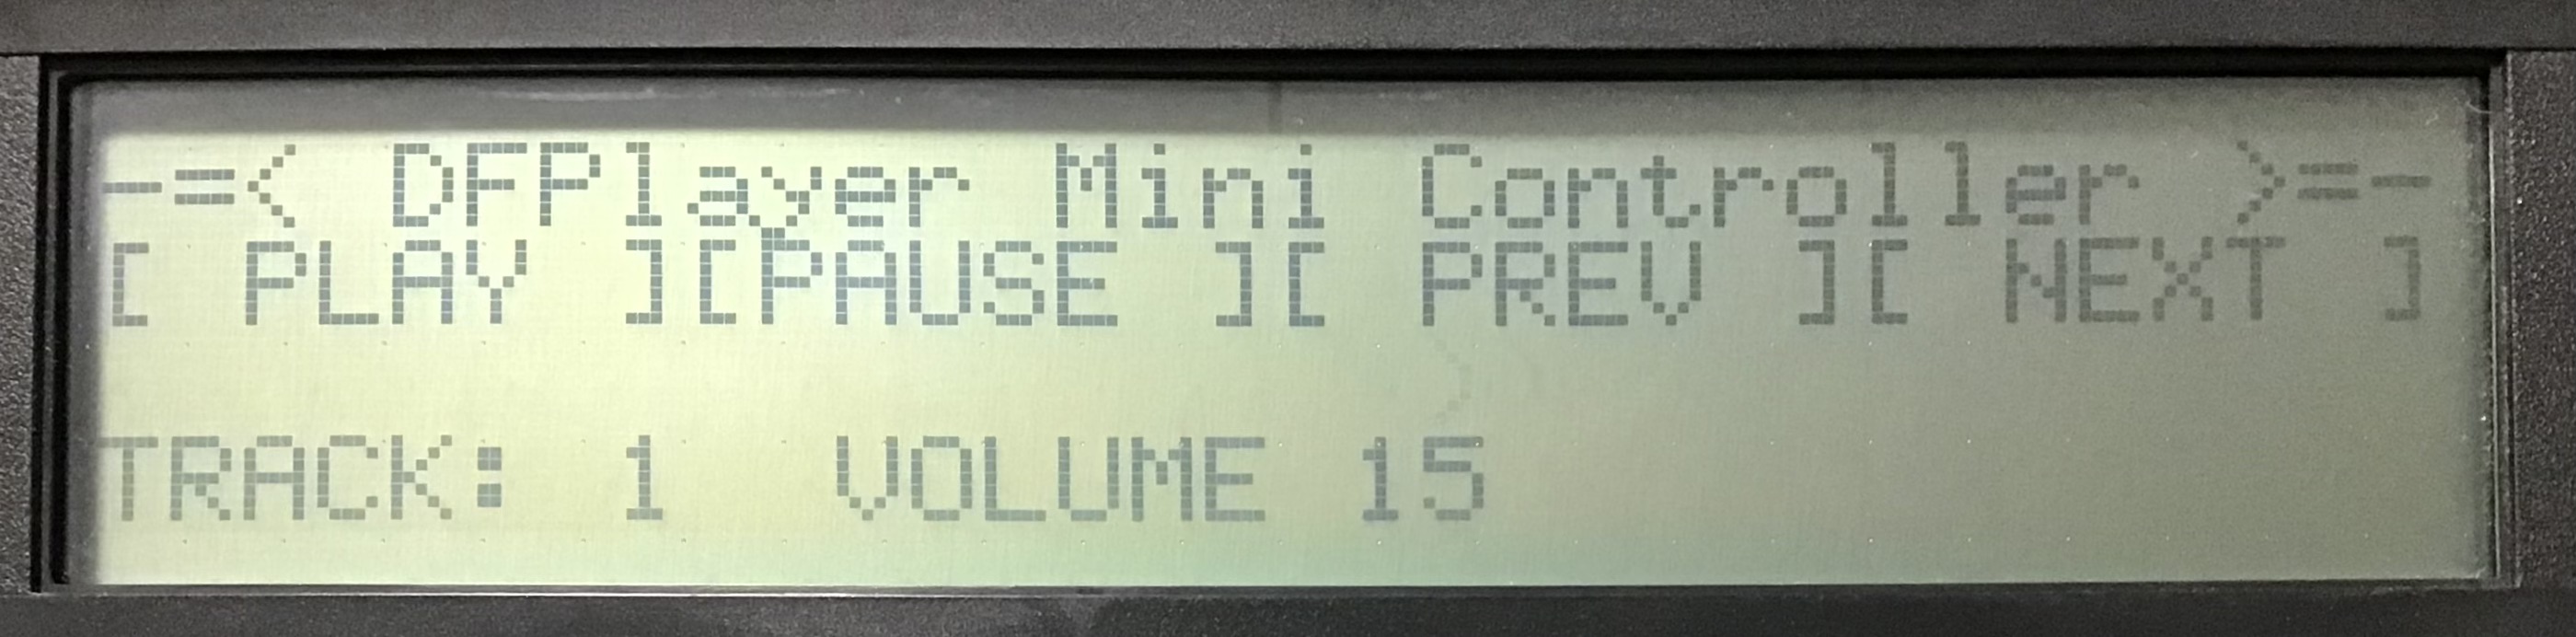 -=< DFPlayer Mini Controller >=-
[ PLAY ][PAUSE ][ PREV ][ NEXT ]
TRACK:  1  VOLUME 15